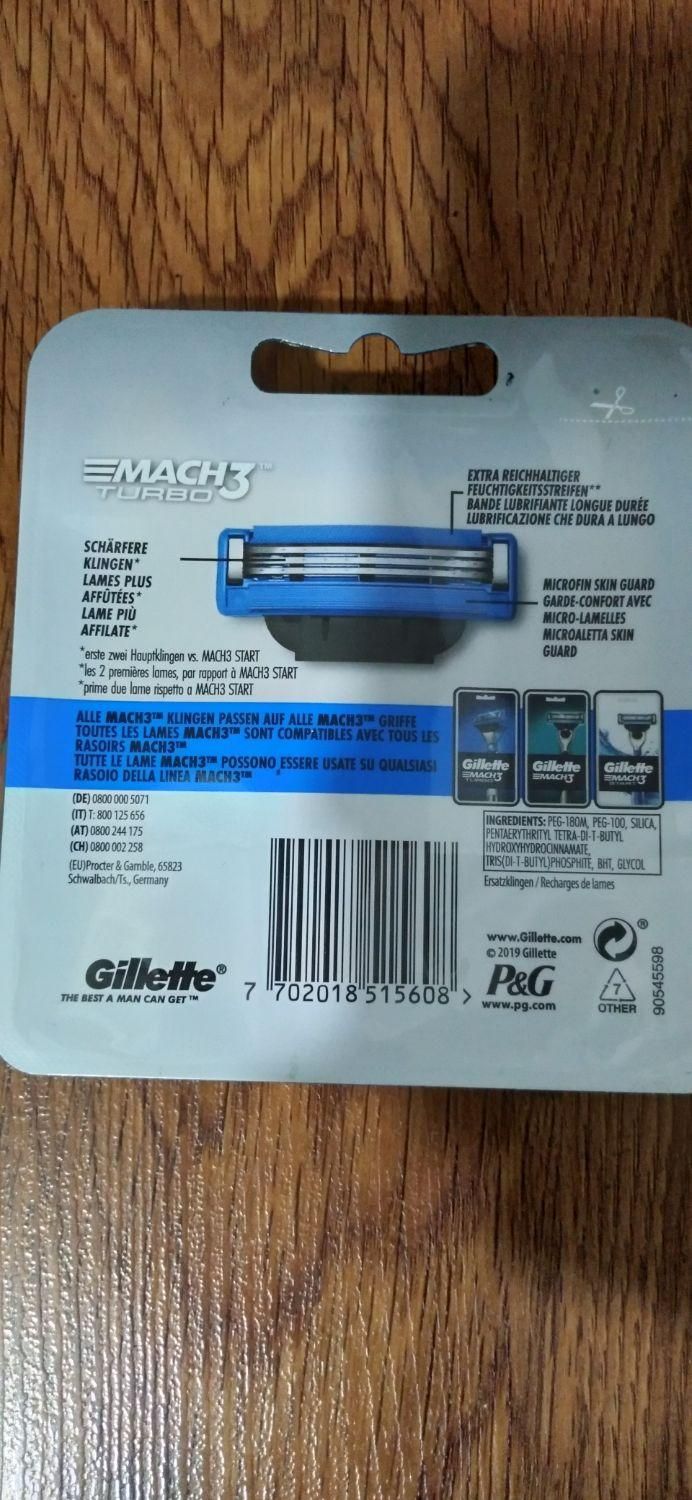 MACH3™
TURBO
EXTRA REICHHALTIGER
FEUCHTIGKEITSSTREIFEN**
BANDE LUBRIFIANTE LONGUE DURÉE
LUBRIFICAZIONE CHE DURA A LUNGO
SCHÄRFERE
KLINGEN*
LAMES PLUS
AFFÛTÉES*
LAME PIÙ
AFFILATE*
MICROFIN SKIN GUARD
GARDE-CONFORT AVEC
MICRO-LAMELLES
MICROALETTA SKIN
GUARD
*erste zwei Hauptklingen vs. MACH3 START
*les 2 premières lames, par rapport à MACH3 START
*prime due lame rispetto a MACH3 START
ALLE MACH3™ KLINGEN PASSEN AUF ALLE MACH3™ GRIFFE
TOUTES LES LAMES MACH3™ SONT COMPATIBLES AVEC TOUS LES
RASOIRS MACH3™
TUTTE LE LAME MACH3™ POSSONO ESSERE USATE SU QUALSIASI
RASOIO DELLA LINEA MACH3™
Gillette
MACH3
TURBO
Gillette
MACH3
Gillette
MACH3
START
(DE) 0800 000 5071
(IT) T: 800 125 656
(AT) 0800 244 175
(CH) 0800 002 258
(EU)Procter & Gamble, 65823
Schwalbach/Ts., Germany
INGREDIENTS: PEG-180M, PEG-100, SILICA,
PENTAERYTHRITYL TETRA-DI-T-BUTYL
HYDROXYHYDROCINNAMATE,
TRIS(DI-T-BUTYL)PHOSPHITE, BHT, GLYCOL
Ersatzklingen / Recharges de lames
Gillette®
THE BEST A MAN CAN GET™
7 702018 515608 >
www.Gillette.com
© 2019 Gillette
P&G
www.pg.com
®
7
OTHER
90545598